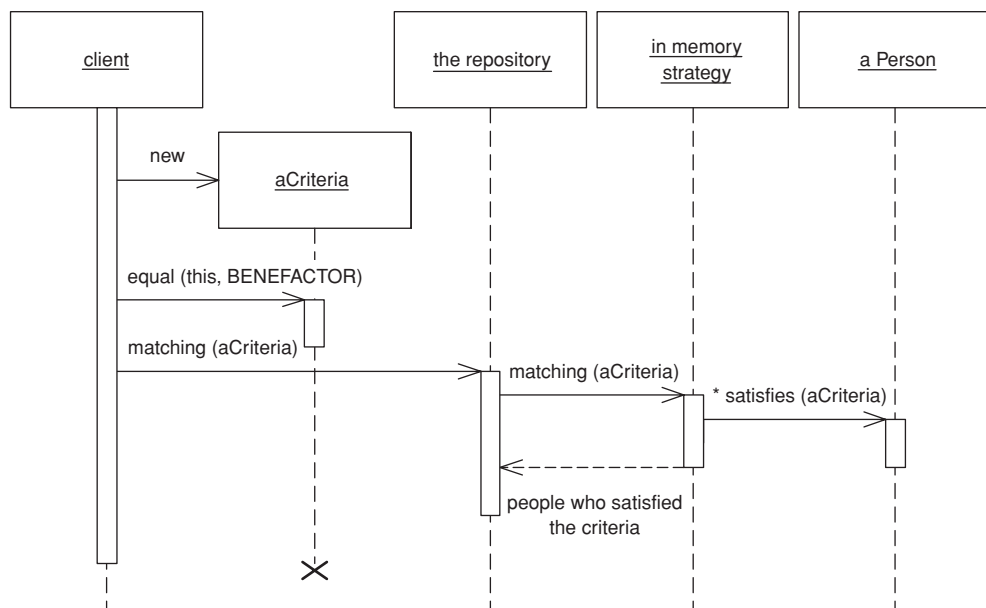 client
the repository
in memory
strategy
a Person
new
aCriteria
equal (this, BENEFACTOR)
matching (aCriteria)
matching (aCriteria)
* satisfies (aCriteria)
people who satisfied
the criteria